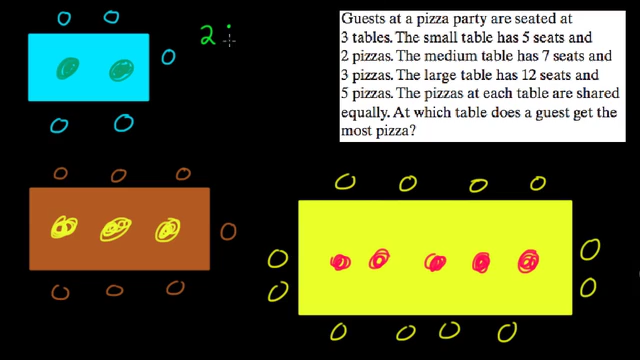 Guests at a pizza party are seated at
3 tables. The small table has 5 seats and
2 pizzas. The medium table has 7 seats and
3 pizzas. The large table has 12 seats and
5 pizzas. The pizzas at each table are shared
equally. At which table does a guest get the
most pizza?
2